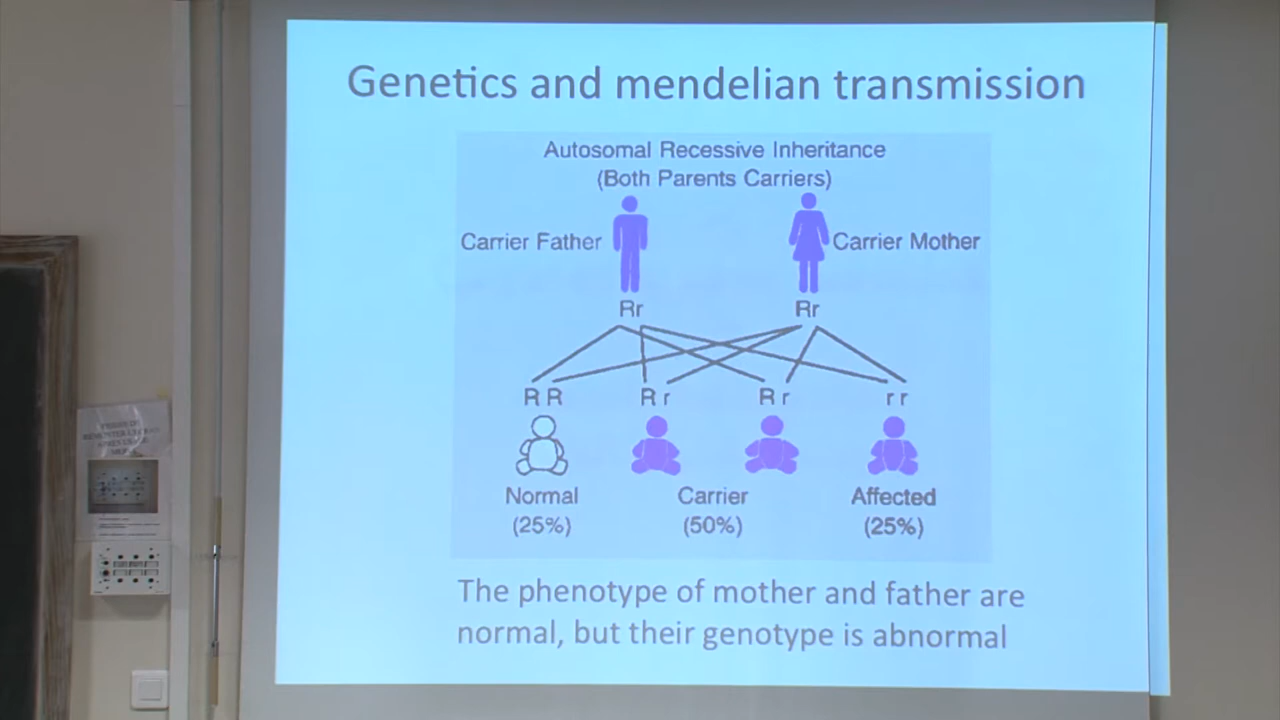 Genetics and mendelian transmission
Autosomal Recessive Inheritance
(Both Parents Carriers)
Carrier Father
Carrier Mother
Rr
Rr
R R
R r
R r
r r
Normal
Carrier
Affected
(25%)
(50%)
(25%)
The phenotype of mother and father are
normal, but their genotype is abnormal